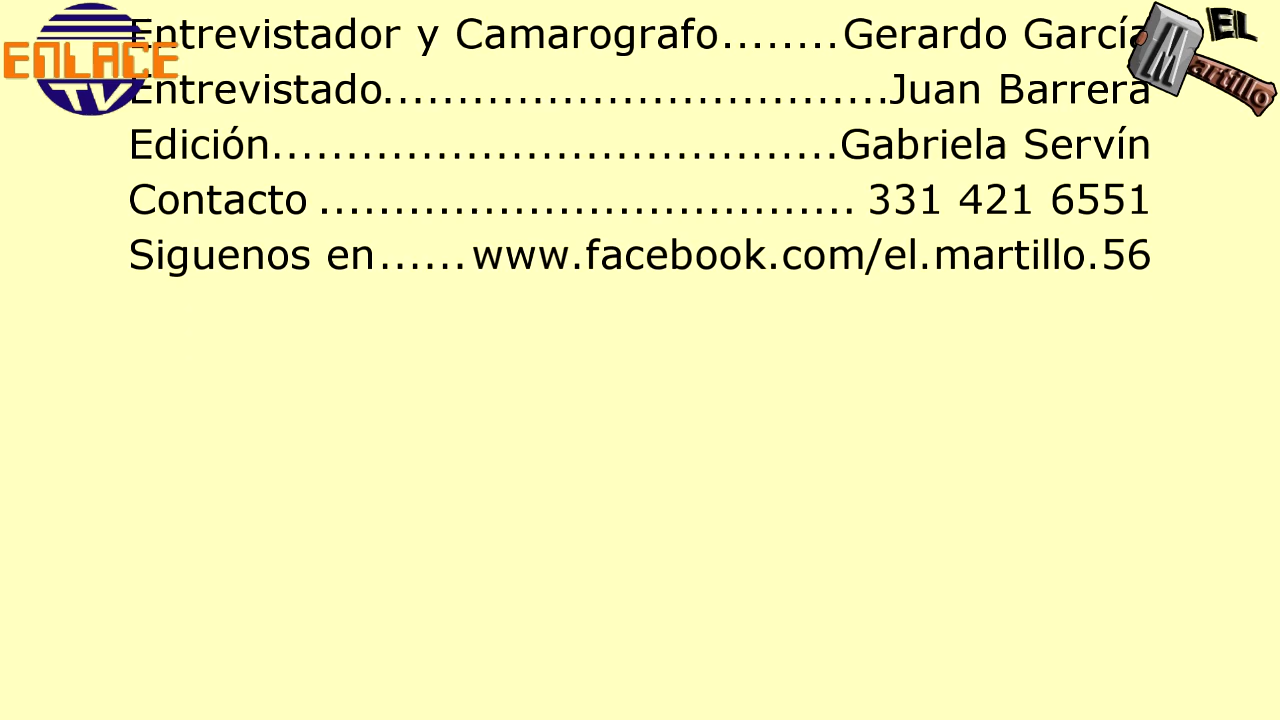 ENLACE TV
EL Martillo
Entrevistador y Camarografo........Gerardo García
Entrevistado..................................Juan Barrera
Edición......................................Gabriela Servín
Contacto .................................... 331 421 6551
Siguenos en......www.facebook.com/el.martillo.56